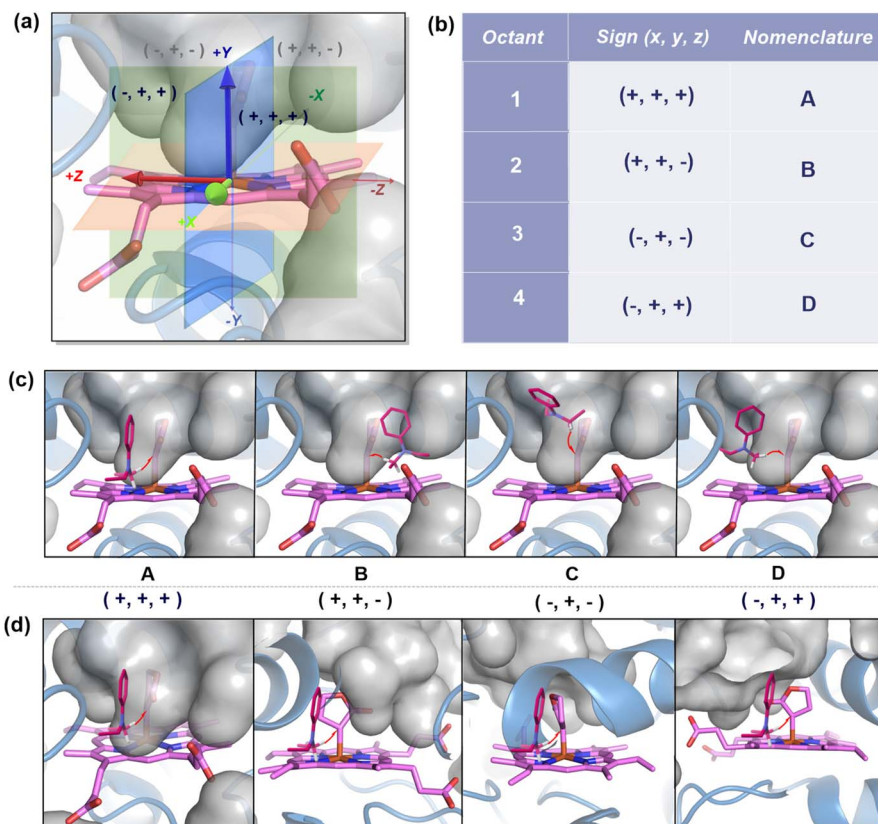 (a)
(-, +, -)
+Y
(+, +, -)
(-, +, +)
-X
(+, +, +)
+Z
-Z
+X
-Y
(b)
Octant Sign (x, y, z) Nomenclature
1 (+, +, +) A
2 (+, +, -) B
3 (-, +, -) C
4 (-, +, +) D
(c)
A B C D
(+, +, +) (+, +, -) (-, +, -) (-, +, +)
(d)